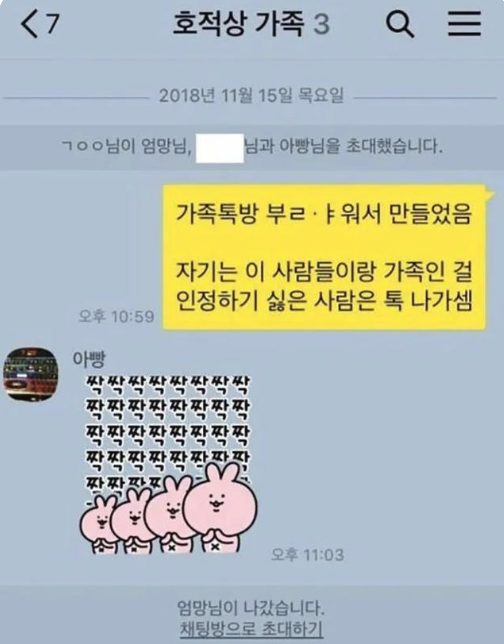 7
호적상 가족 3
2018년 11월 15일 목요일
ㄱㅇㅇ님이 엄망님, 님과 아빵님을 초대했습니다.
가족톡방 부ㄹㆍㅑ워서 만들었음
자기는 이 사람들이랑 가족인 걸
인정하기 싫은 사람은 톡 나가셈
오후 10:59
아빵
짝짝짝짝짝짝짝짝
짝짝짝짝짝짝짝짝
짝짝짝짝짝짝짝짝
짝짝짝짝짝짝짝짝
짝짝짝
오후 11:03
엄망님이 나갔습니다.
채팅방으로 초대하기